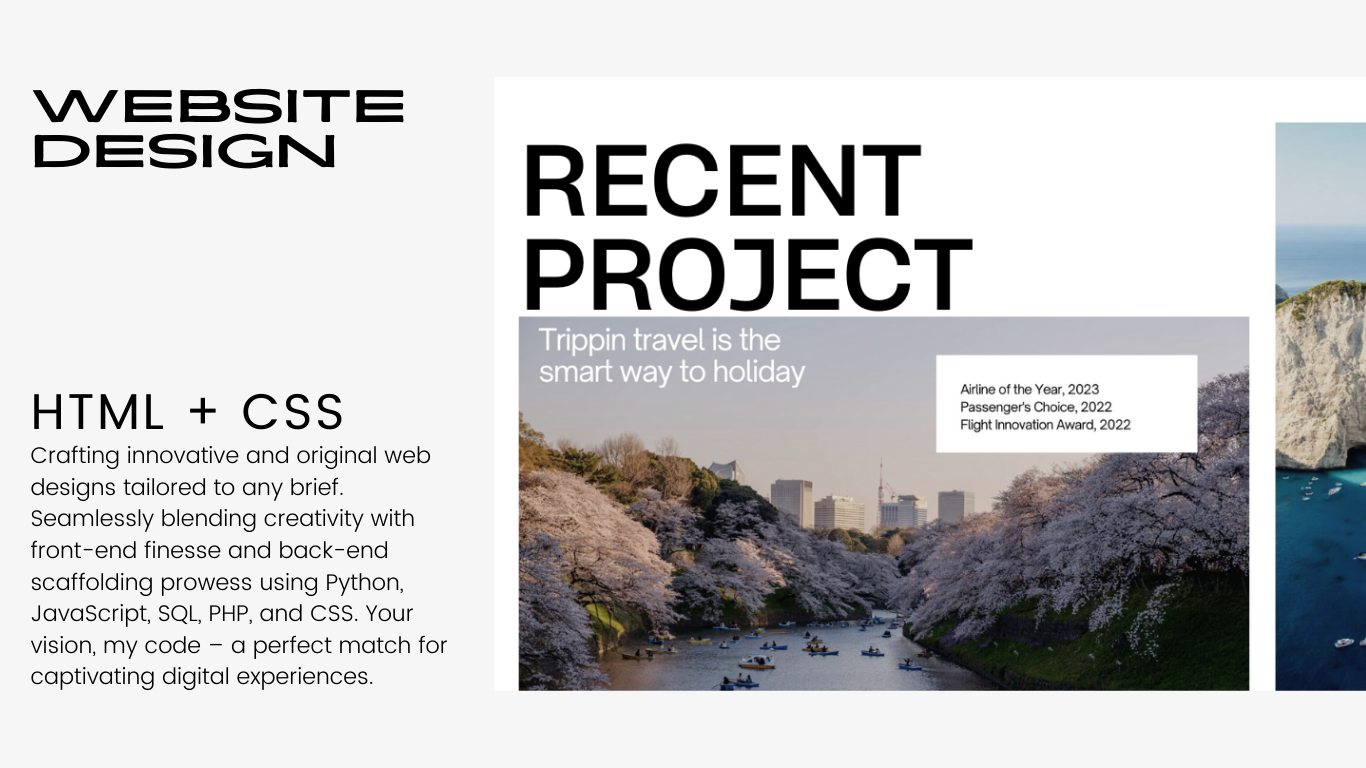 WEBSITE
DESIGN
HTML + CSS
Crafting innovative and original web
designs tailored to any brief.
Seamlessly blending creativity with
front-end finesse and back-end
scaffolding prowess using Python,
JavaScript, SQL, PHP, and CSS. Your
vision, my code – a perfect match for
captivating digital experiences.
RECENT
PROJECT
Trippin travel is the
smart way to holiday
Airline of the Year, 2023
Passenger's Choice, 2022
Flight Innovation Award, 2022